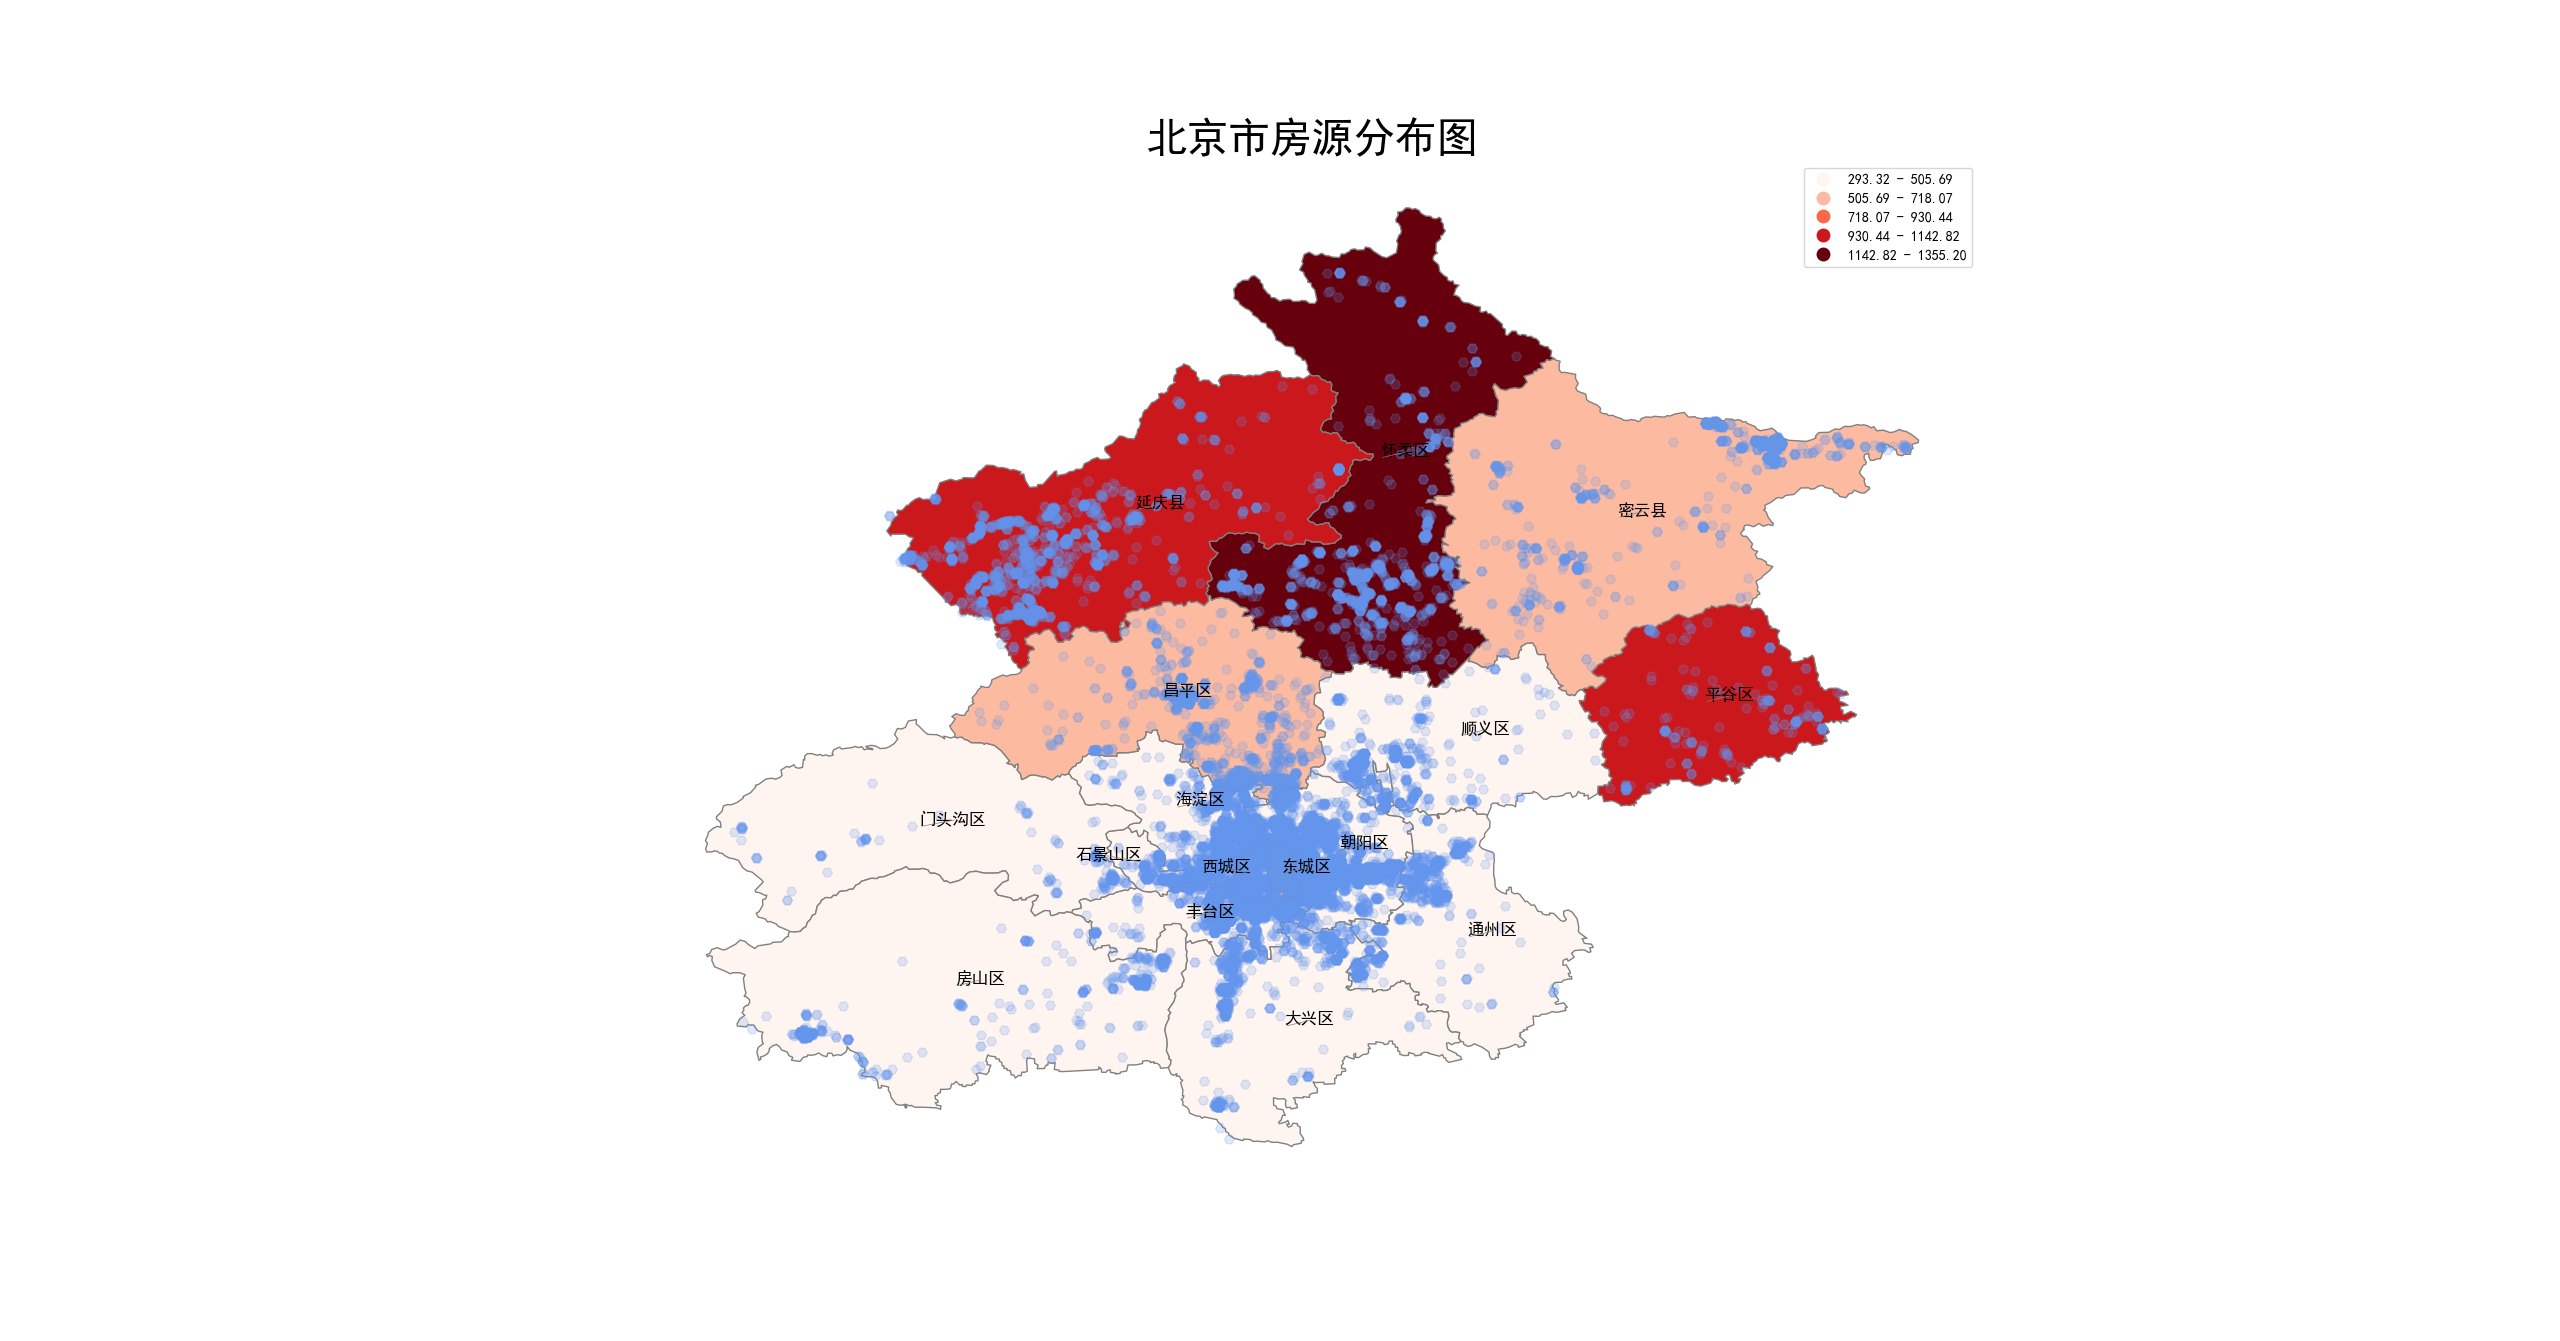 北京市房源分布图
293.32 - 505.69
505.69 - 718.07
718.07 - 930.44
930.44 - 1142.82
1142.82 - 1355.20
怀柔区
延庆县
密云县
昌平区
平谷区
顺义区
海淀区
门头沟区
朝阳区
石景山区
西城区
东城区
丰台区
通州区
房山区
大兴区